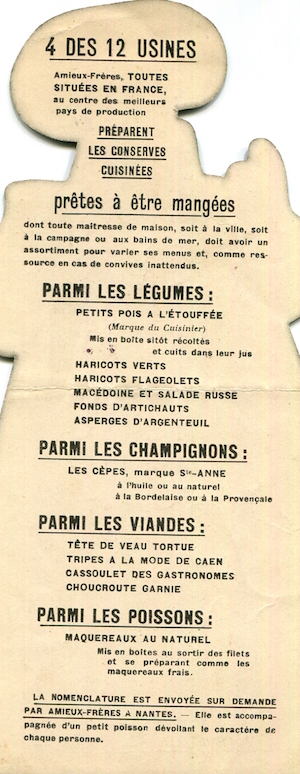 4 DES 12 USINES
Amieux-Frères, TOUTES
SITUÉES EN FRANCE,
au centre des meilleurs
pays de production
PRÉPARENT
LES CONSERVES
CUISINÉES
prêtes à être mangées
dont toute maîtresse de maison, soit à la ville, soit
à la campagne ou aux bains de mer, doit avoir un
assortiment pour varier ses menus et, comme res-
source en cas de convives inattendus.
PARMI LES LÉGUMES :
PETITS POIS A L'ÉTOUFFÉE
(Marque du Cuisinier)
Mis en boîte sitôt récoltés
et cuits dans leur jus
HARICOTS VERTS
HARICOTS FLAGEOLETS
MACÉDOINE ET SALADE RUSSE
FONDS D'ARTICHAUTS
ASPERGES D'ARGENTEUIL
PARMI LES CHAMPIGNONS :
LES CÈPES, marque Ste-ANNE
à l'huile ou au naturel
à la Bordelaise ou à la Provençale
PARMI LES VIANDES :
TÊTE DE VEAU TORTUE
TRIPES A LA MODE DE CAEN
CASSOULET DES GASTRONOMES
CHOUCROUTE GARNIE
PARMI LES POISSONS :
MAQUEREAUX AU NATUREL
Mis en boîtes au sortir des filets
et se préparant comme les
maquereaux frais.
LA NOMENCLATURE EST ENVOYÉE SUR DEMANDE
PAR AMIEUX-FRÈRES A NANTES. — Elle est accompa-
pagnée d'un petit poisson dévoilant le caractère de
chaque personne.